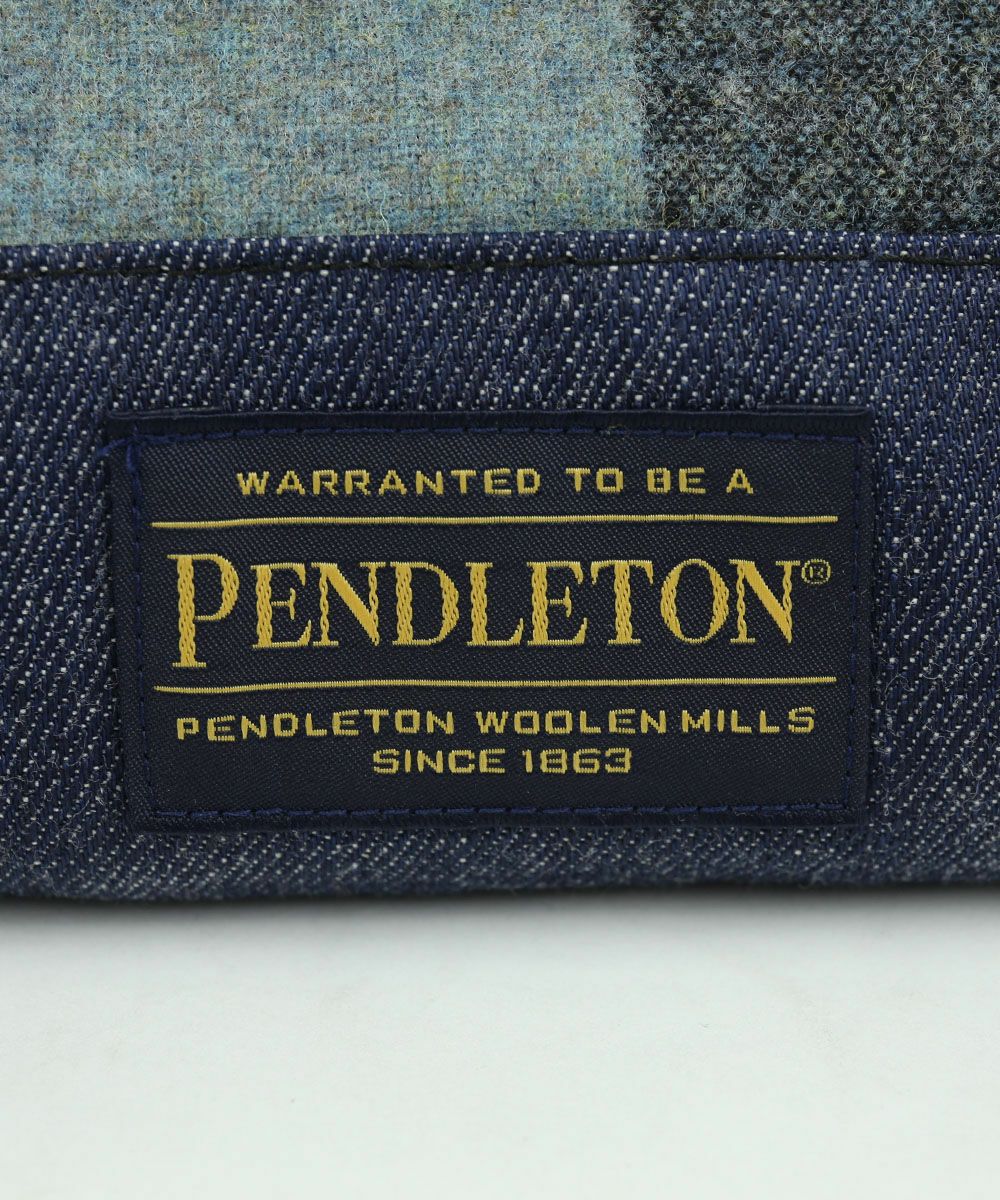 WARRANTED TO BE A
PENDLETON®
PENDLETON WOOLEN MILLS
SINCE 1863